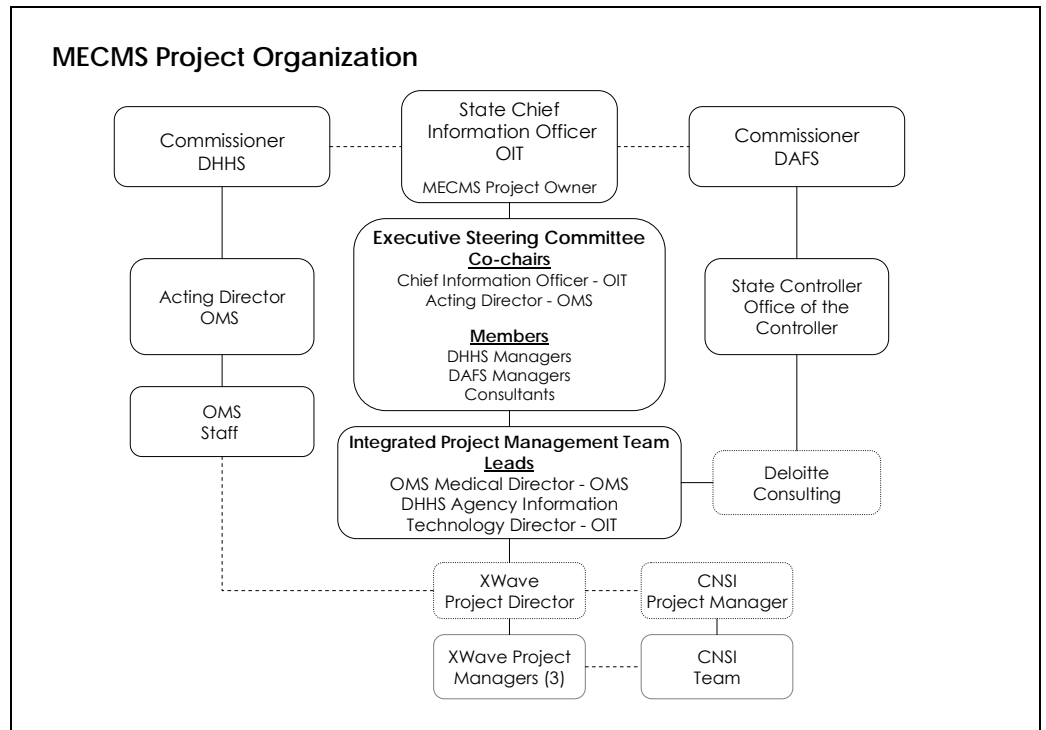 MECMS Project Organization
State Chief
Information Officer
OIT
MECMS Project Owner
Commissioner
DHHS
Commissioner
DAFS
Executive Steering Committee
Co-chairs
Chief Information Officer - OIT
Acting Director - OMS
Members
DHHS Managers
DAFS Managers
Consultants
Acting Director
OMS
State Controller
Office of the
Controller
OMS
Staff
Integrated Project Management Team
Leads
OMS Medical Director - OMS
DHHS Agency Information
Technology Director - OIT
Deloitte
Consulting
XWave
Project Director
CNSI
Project Manager
XWave Project
Managers (3)
CNSI
Team